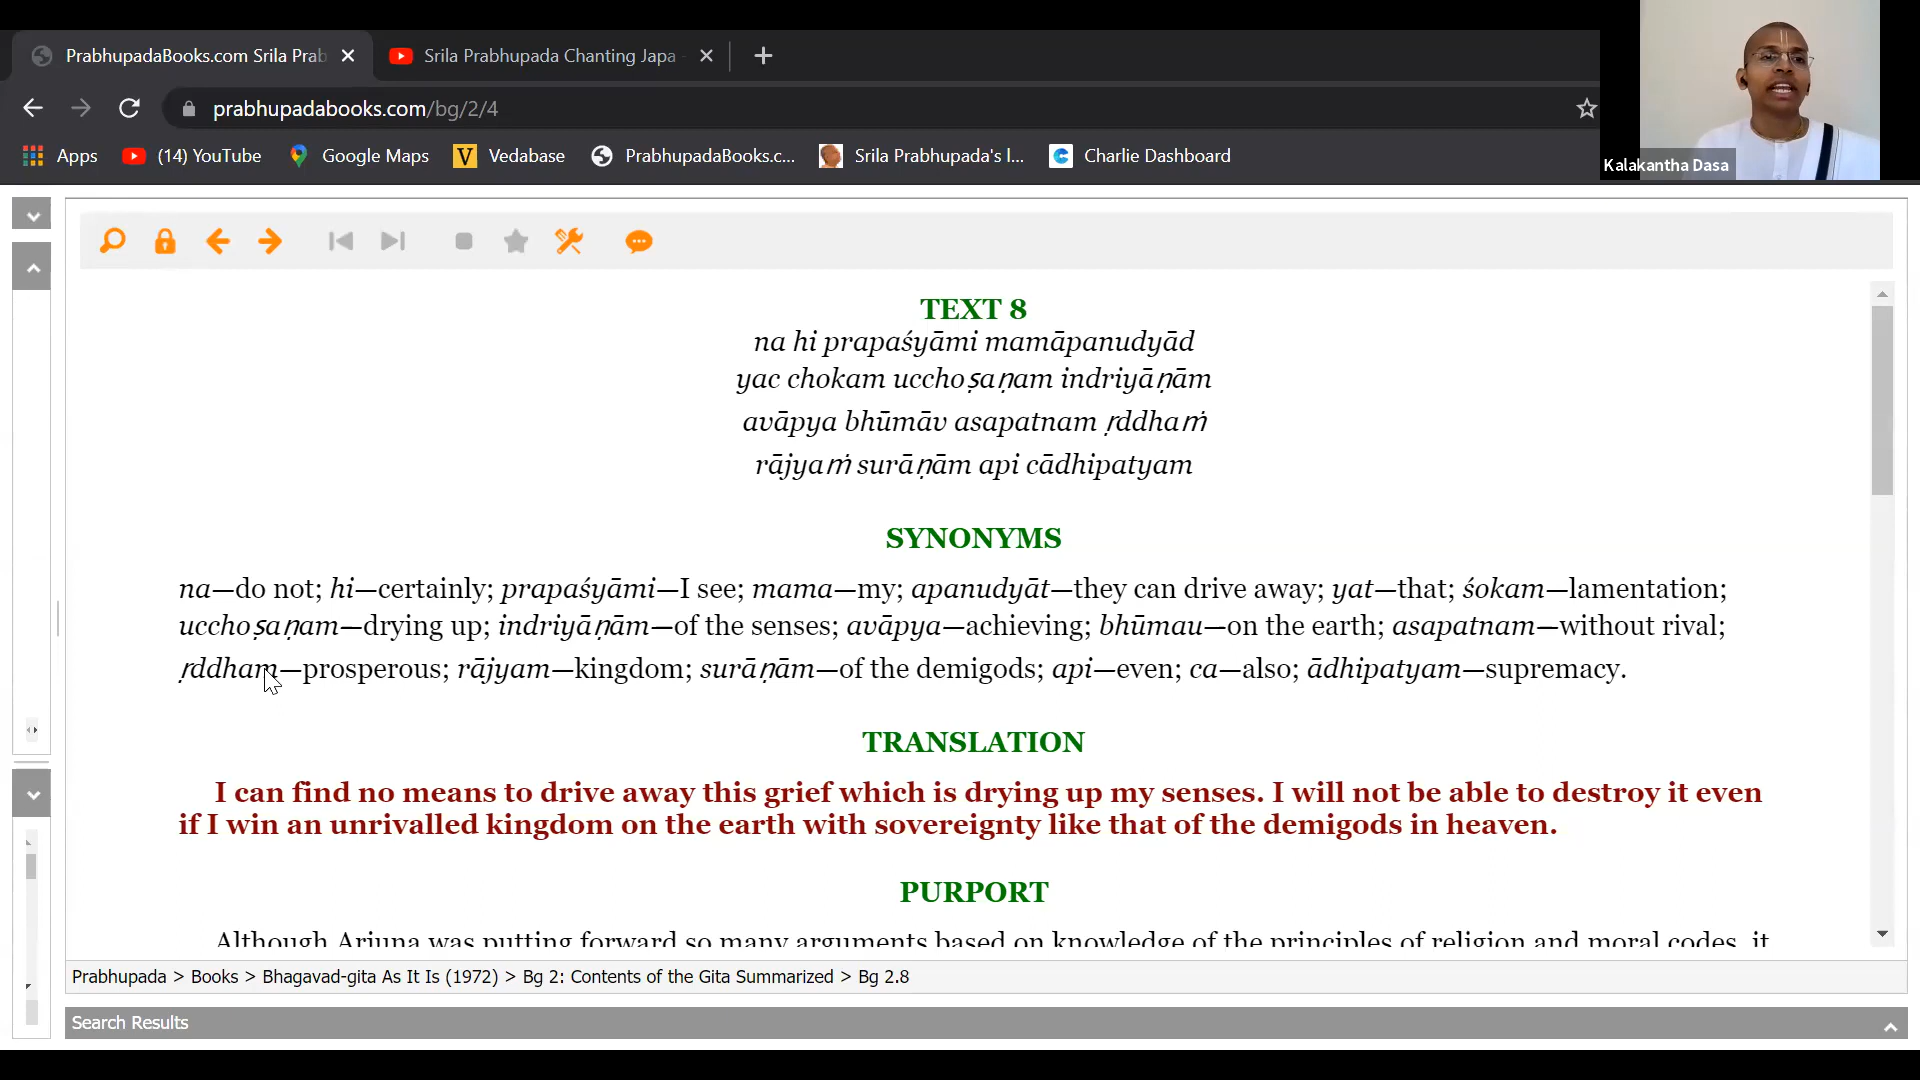 PrabhupadaBooks.com Srila Prab
Srila Prabhupada Chanting Japa
prabhupadabooks.com/bg/2/4
Apps
(14) YouTube
Google Maps
Vedabase
PrabhupadaBooks.c...
Srila Prabhupada's l...
Charlie Dashboard
Kalakantha Dasa
TEXT 8
na hi prapaśyāmi mamāpanudyād
yac chokam ucchoṣaṇam indriyāṇām
avāpya bhūmāv asapatnam ṛddhaṁ
rājyaṁ surāṇām api cādhipatyam
SYNONYMS
na—do not; hi—certainly; prapaśyāmi—I see; mama—my; apanudyāt—they can drive away; yat—that; śokam—lamentation;
ucchoṣaṇam—drying up; indriyāṇām—of the senses; avāpya—achieving; bhūmau—on the earth; asapatnam—without rival;
ṛddham—prosperous; rājyam—kingdom; surāṇām—of the demigods; api—even; ca—also; ādhipatyam—supremacy.
TRANSLATION
I can find no means to drive away this grief which is drying up my senses. I will not be able to destroy it even
if I win an unrivalled kingdom on the earth with sovereignty like that of the demigods in heaven.
PURPORT
Although Arjuna was putting forward so many arguments based on knowledge of the principles of religion and moral codes, it
Prabhupada > Books > Bhagavad-gita As It Is (1972) > Bg 2: Contents of the Gita Summarized > Bg 2.8
Search Results